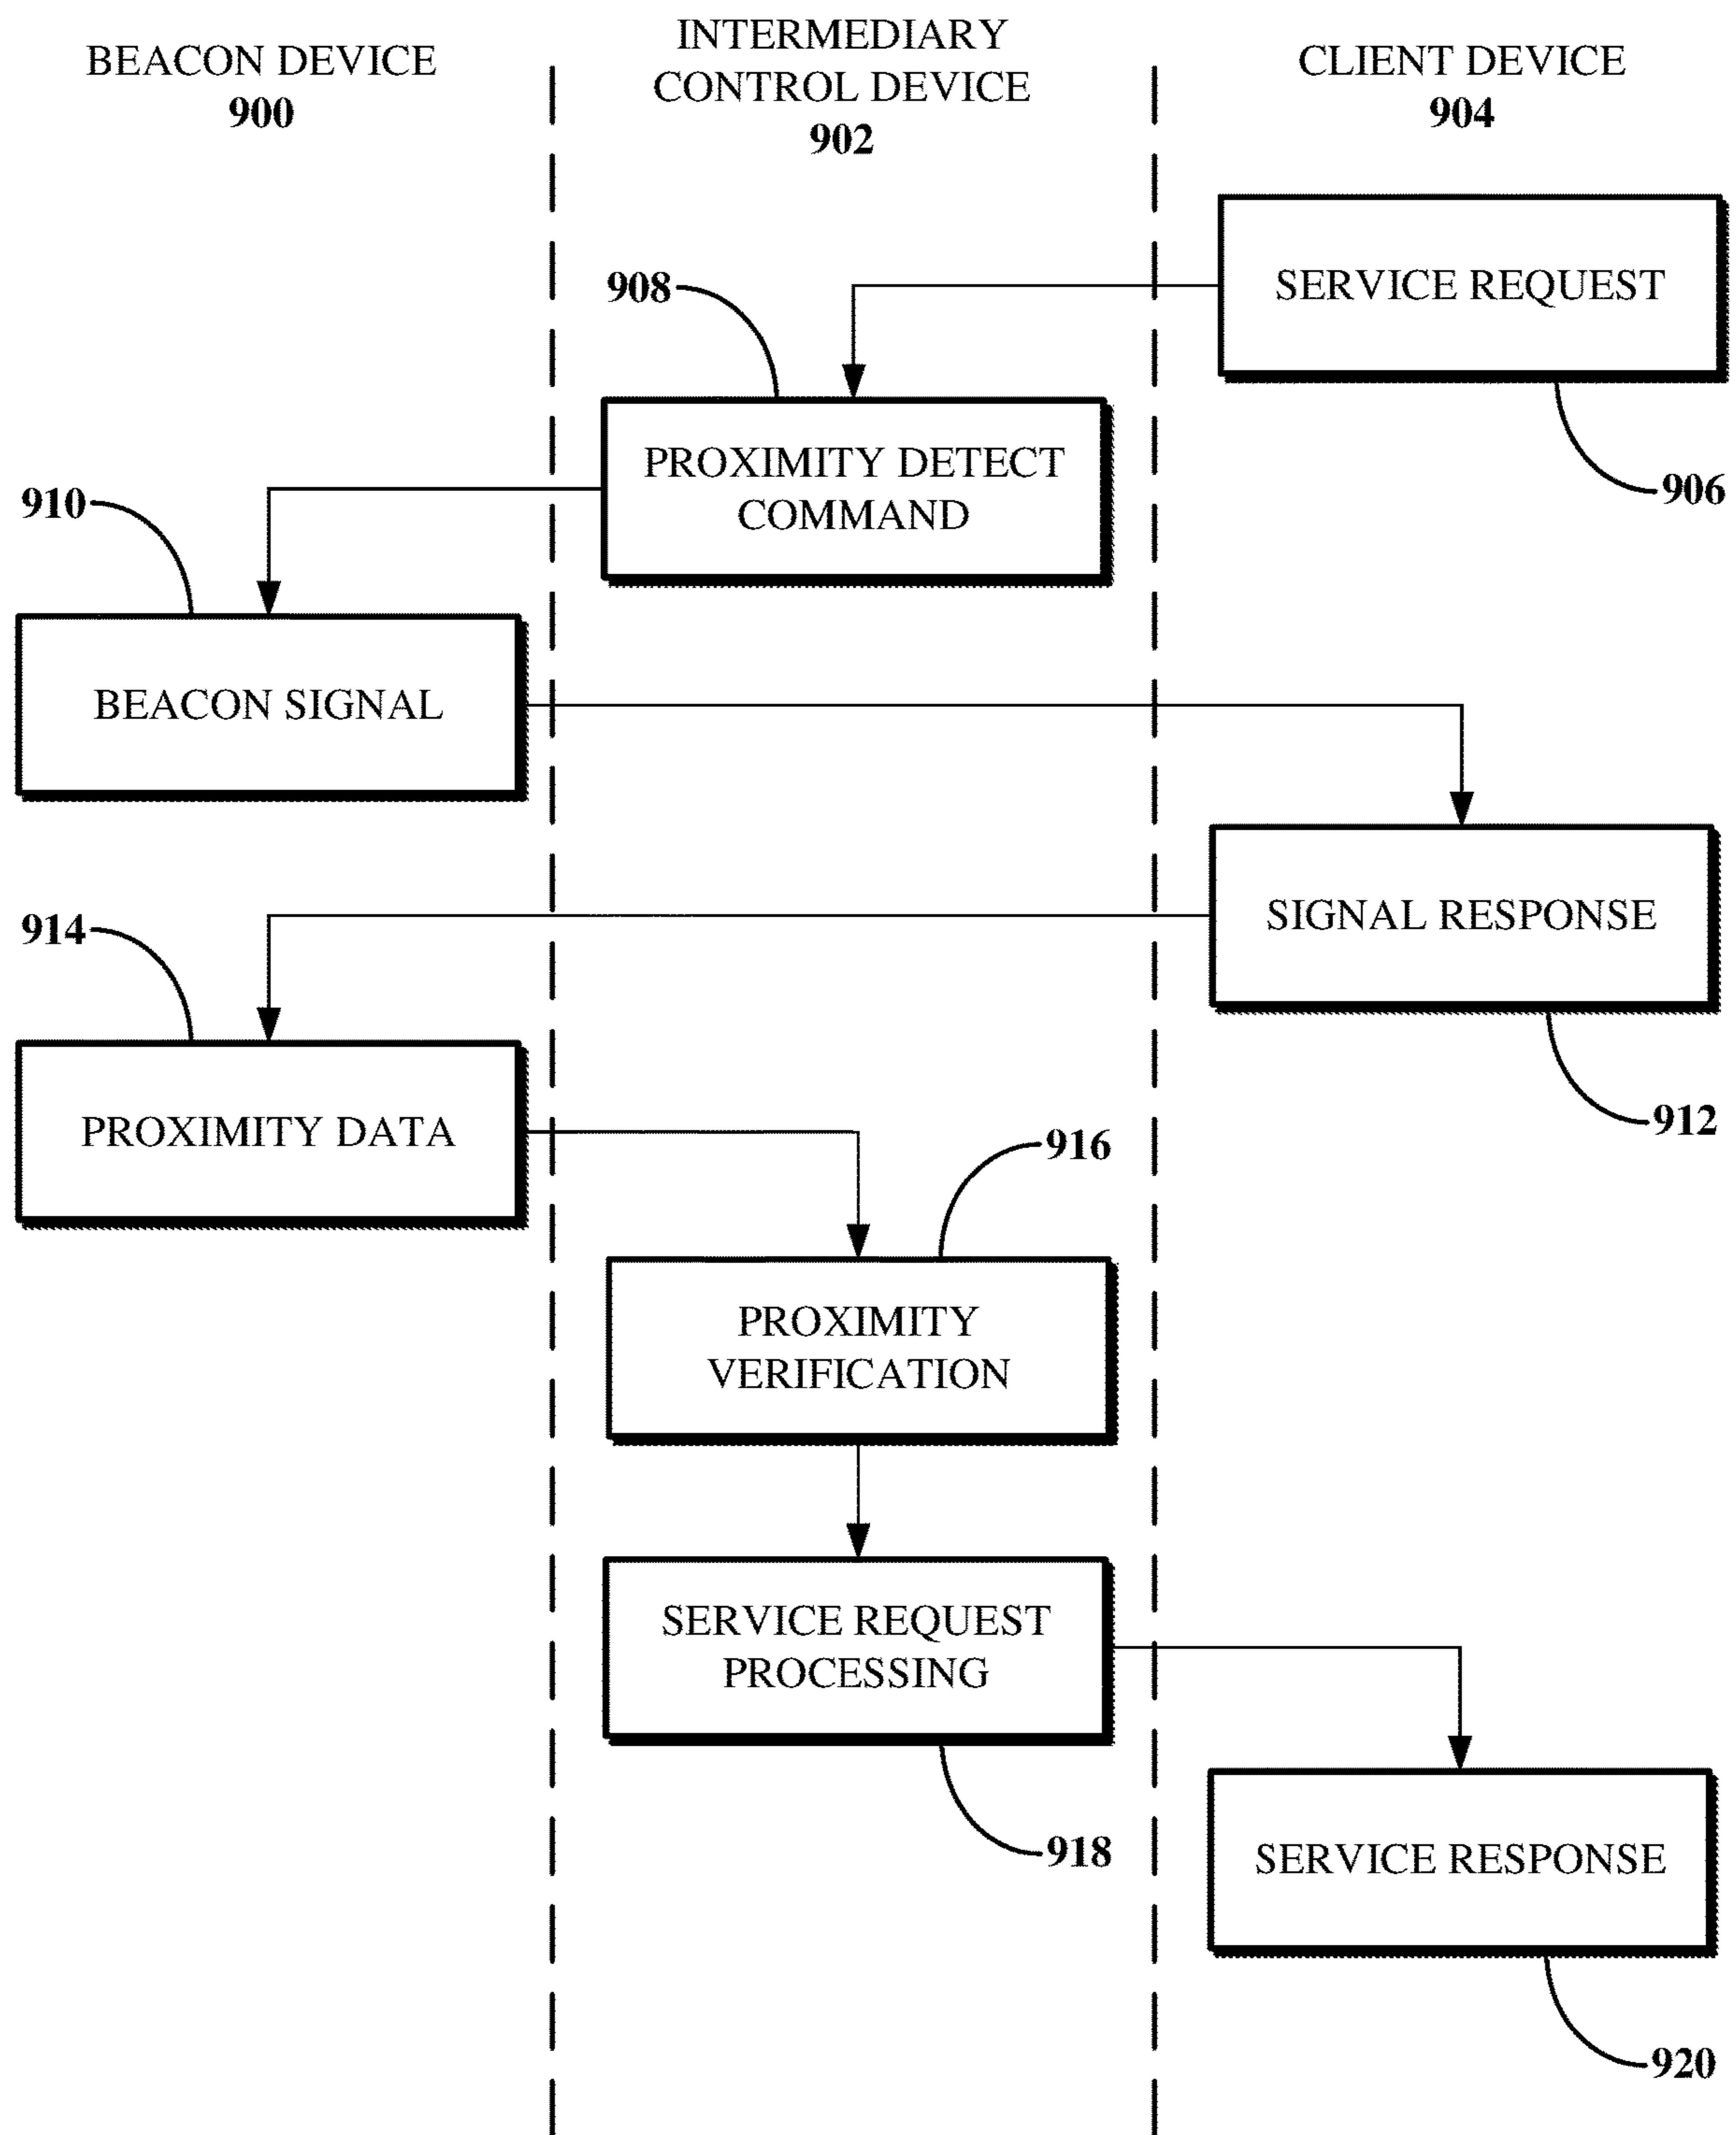 BEACON DEVICE
900
INTERMEDIARY
CONTROL DEVICE
902
CLIENT DEVICE
904
SERVICE REQUEST
906
908
PROXIMITY DETECT
COMMAND
910
BEACON SIGNAL
SIGNAL RESPONSE
912
914
PROXIMITY DATA
916
PROXIMITY
VERIFICATION
SERVICE REQUEST
PROCESSING
918
SERVICE RESPONSE
920